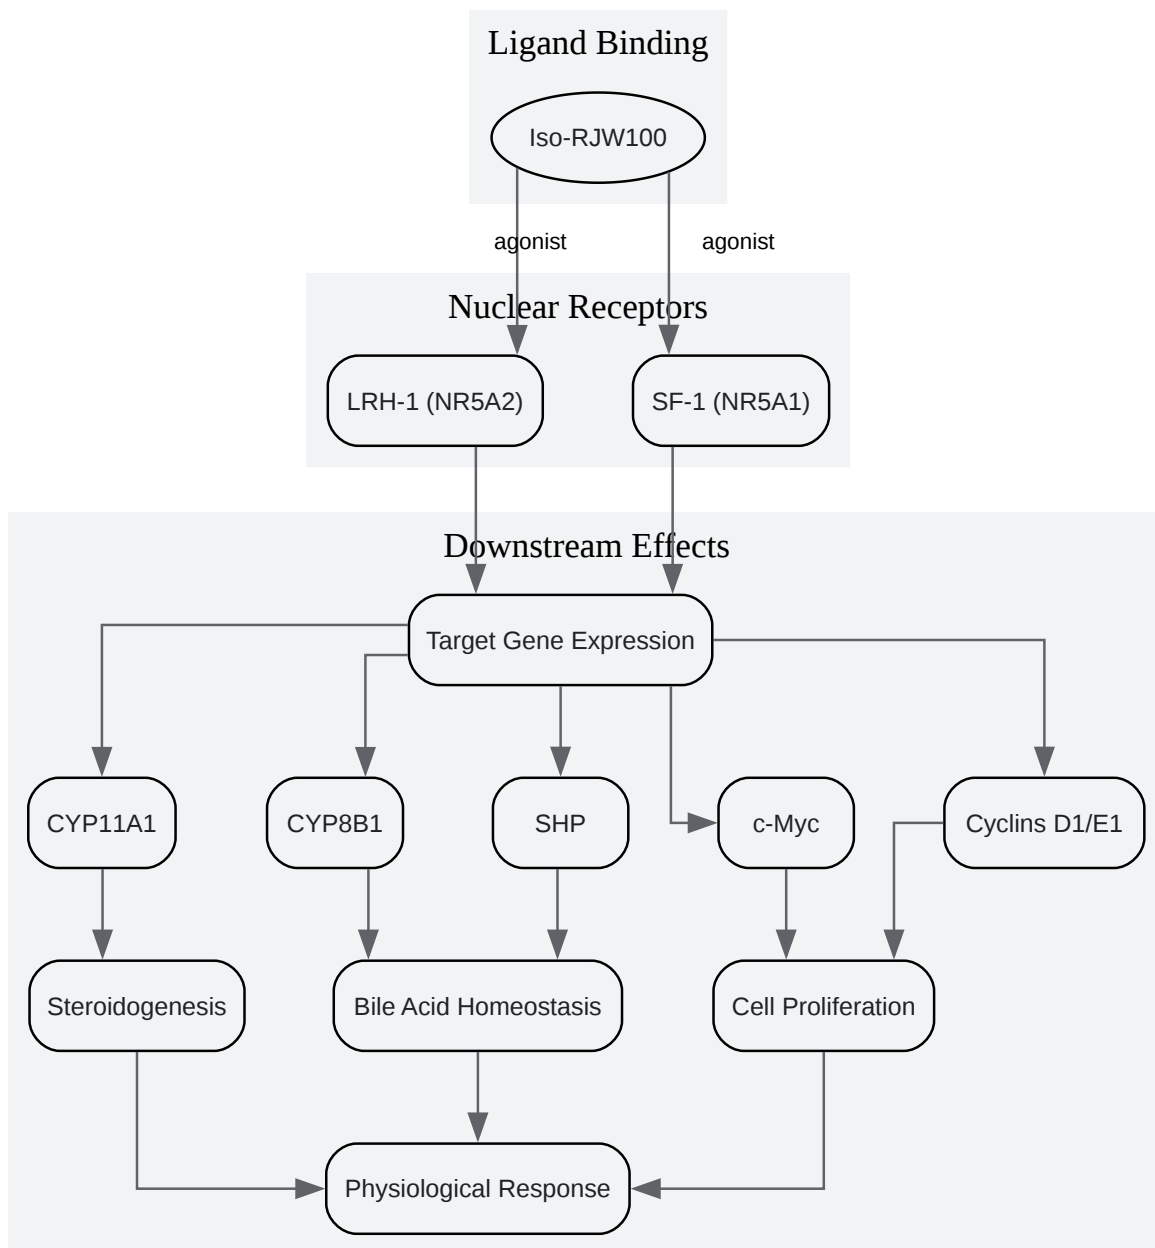 Ligand Binding
Iso-RJW100
agonist
agonist
Nuclear Receptors
LRH-1 (NR5A2)
SF-1 (NR5A1)
Downstream Effects
Target Gene Expression
CYP11A1
CYP8B1
SHP
c-Myc
Cyclins D1/E1
Steroidogenesis
Bile Acid Homeostasis
Cell Proliferation
Physiological Response